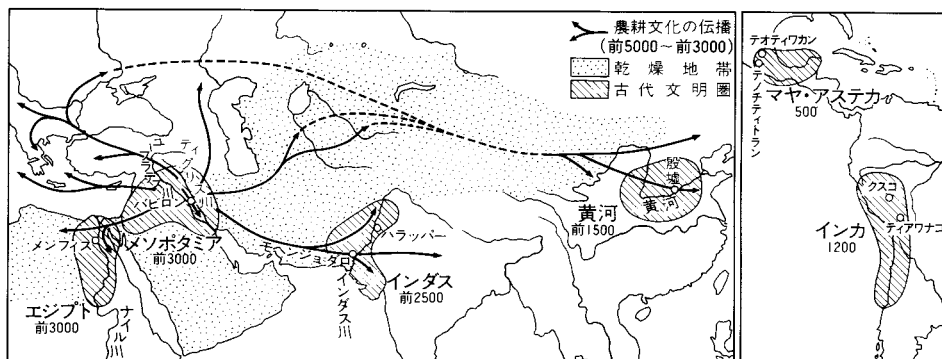 農耕文化の伝播
(前5000〜前3000)
乾燥地帯
古代文明圏
ユーフラテス川
ティグリス川
バビロン
メンフィス
メソポタミア
前3000
エジプト
前3000
ナイル川
モヘンジョダロ
ハラッパー
インダス
前2500
インダス川
殷墟
黄河
黄河
前1500
テオティワカン
テノチティトラン
マヤ・アステカ
500
クスコ
ティアワナコ
インカ
1200